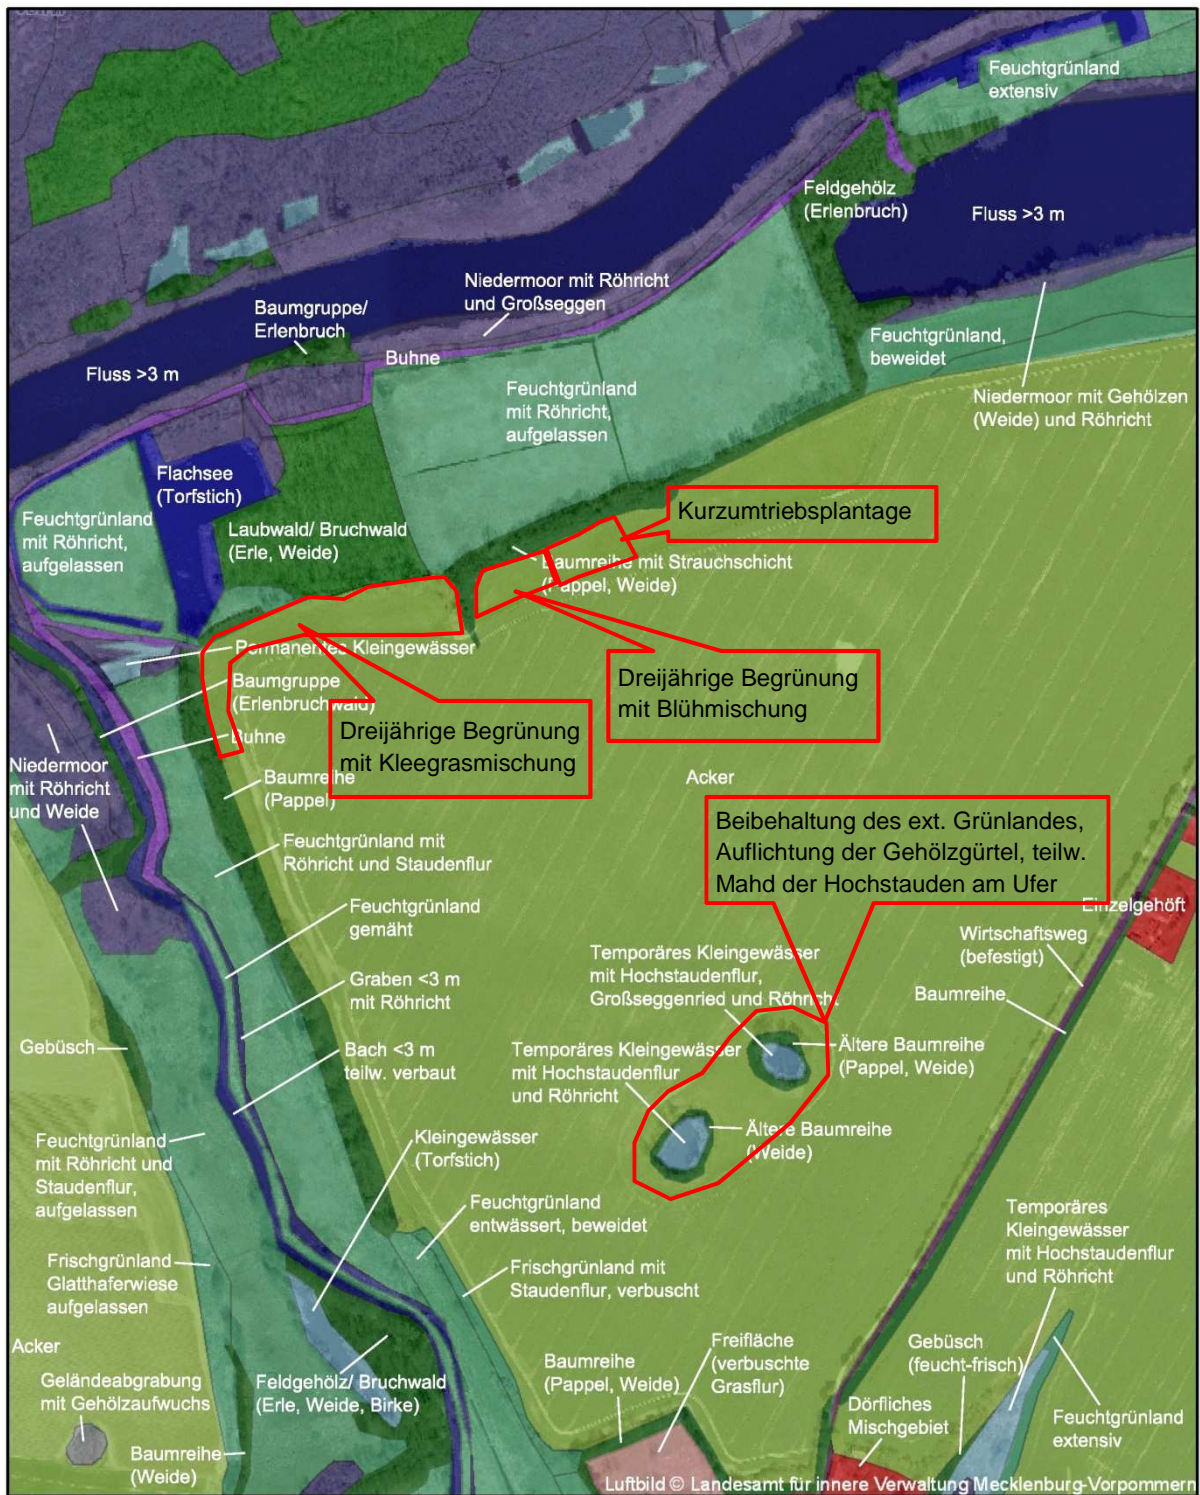 Feuchtgrünland
extensiv
Feldgehölz
(Erlenbruch)
Fluss >3 m
Niedermoor mit Röhricht
und Großseggen
Baumgruppe/
Erlenbruch
Buhne
Fluss >3 m
Feuchtgrünland,
beweidet
Feuchtgrünland
mit Röhricht,
aufgelassen
Niedermoor mit Gehölzen
(Weide) und Röhricht
Flachsee
(Torfstich)
Feuchtgrünland
mit Röhricht,
aufgelassen
Laubwald/ Bruchwald
(Erle, Weide)
Kurzumtriebsplantage
Baumreihe mit Strauchschicht
(Pappel, Weide)
Permanentes Kleingewässer
Baumgruppe
(Erlenbruchwald)
Buhne
Dreijährige Begrünung
mit Blühmischung
Dreijährige Begrünung
mit Kleegrasmischung
Niedermoor
mit Röhricht
und Weide
Baumreihe
(Pappel)
Acker
Beibehaltung des ext. Grünlandes,
Auflichtung der Gehölzgürtel, teilw.
Mahd der Hochstauden am Ufer
Feuchtgrünland mit
Röhricht und Staudenflur
Einzelgehöft
Feuchtgrünland
gemäht
Wirtschaftsweg
(befestigt)
Temporäres Kleingewässer
mit Hochstaudenflur,
Großseggenried und Röhricht
Graben <3 m
mit Röhricht
Baumreihe
Gebüsch
Bach <3 m
teilw. verbaut
Temporäres Kleingewässer
mit Hochstaudenflur
und Röhricht
Ältere Baumreihe
(Pappel, Weide)
Ältere Baumreihe
(Weide)
Feuchtgrünland
mit Röhricht und
Staudenflur,
aufgelassen
Kleingewässer
(Torfstich)
Feuchtgrünland
entwässert, beweidet
Temporäres
Kleingewässer
mit Hochstaudenflur
und Röhricht
Frischgrünland
Glatthaferwiese
aufgelassen
Frischgrünland mit
Staudenflur, verbuscht
Acker
Geländeabgrabung
mit Gehölzaufwuchs
Feldgehölz/ Bruchwald
(Erle, Weide, Birke)
Baumreihe
(Pappel, Weide)
Freifläche
(verbuschte
Grasflur)
Gebüsch
(feucht-frisch)
Dörfliches
Mischgebiet
Feuchtgrünland
extensiv
Baumreihe
(Weide)
Luftbild © Landesamt für innere Verwaltung Mecklenburg-Vorpommern